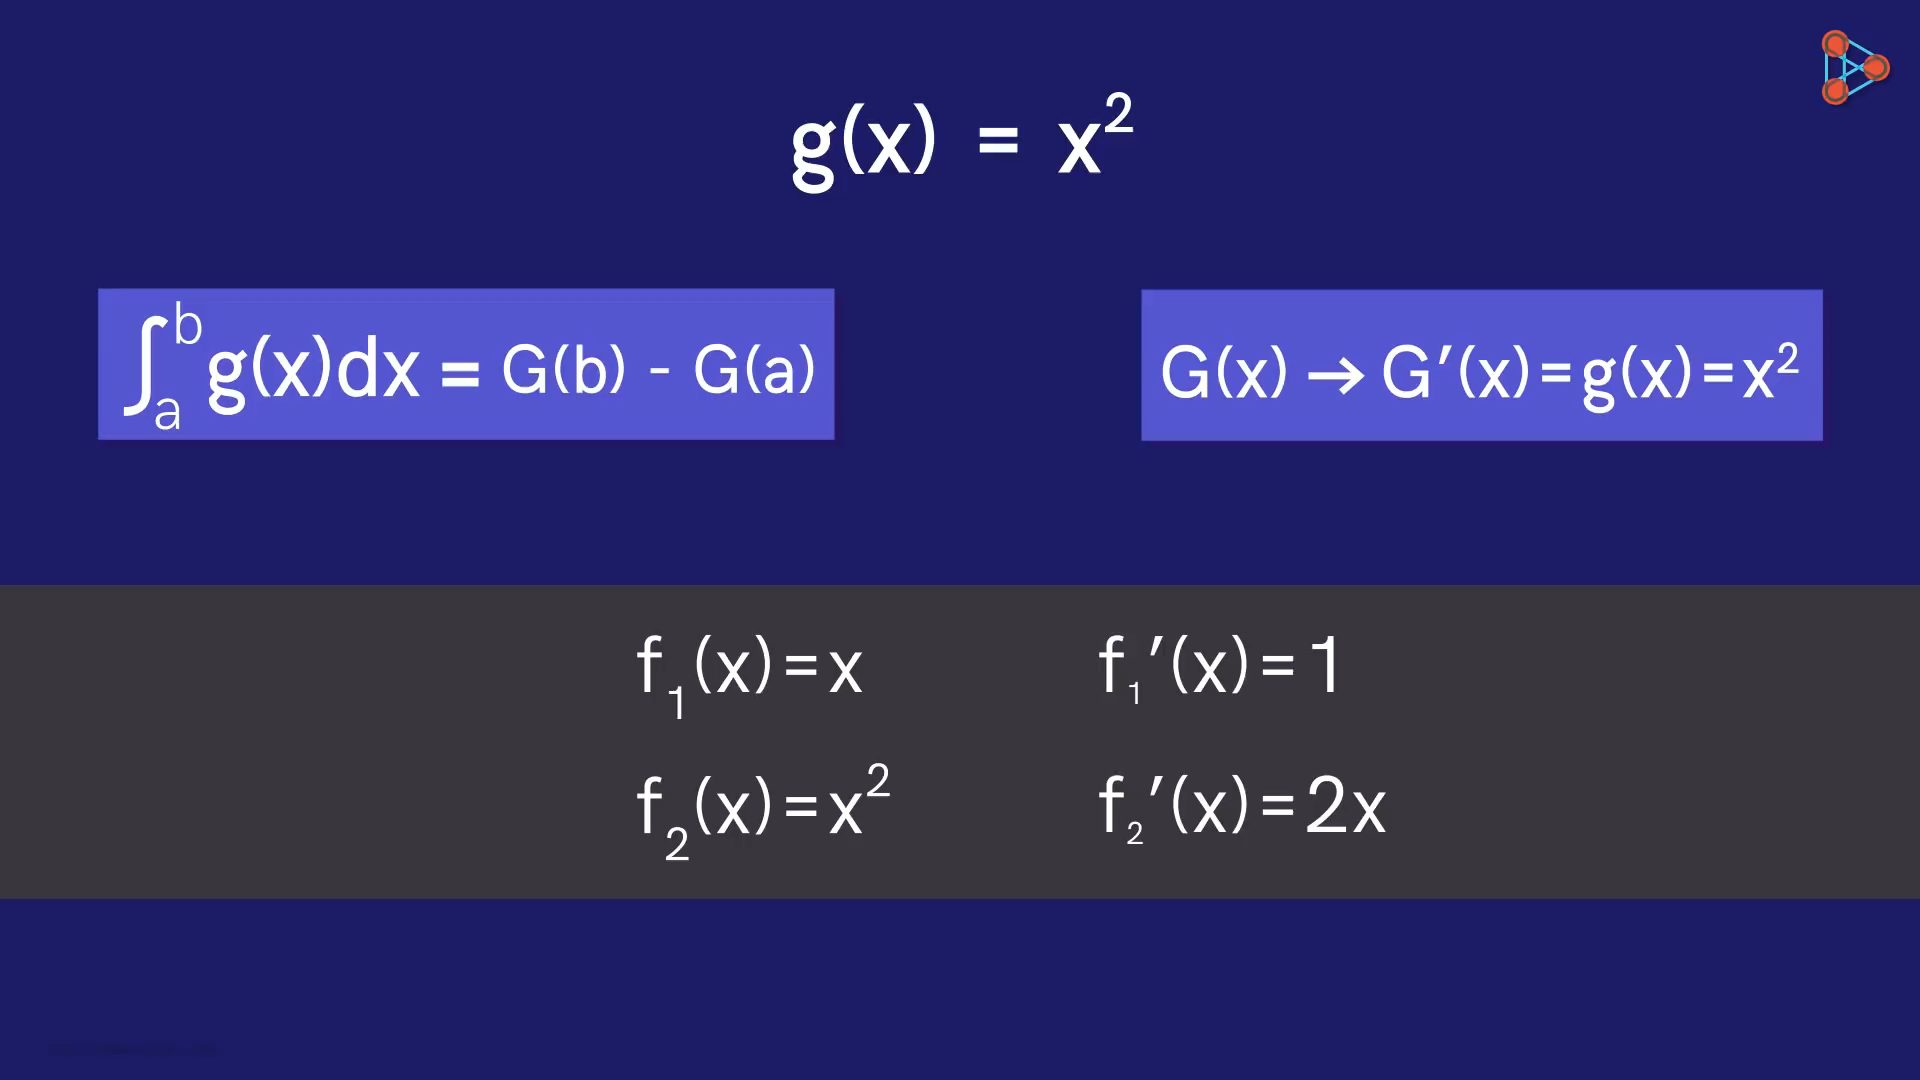 g(x) = x²
∫ₐᵇ g(x)dx = G(b) - G(a)
G(x) → G′(x)=g(x)=x²
f₁(x)=x
f₁′(x)=1
f₂(x)=x²
f₂′(x)=2x